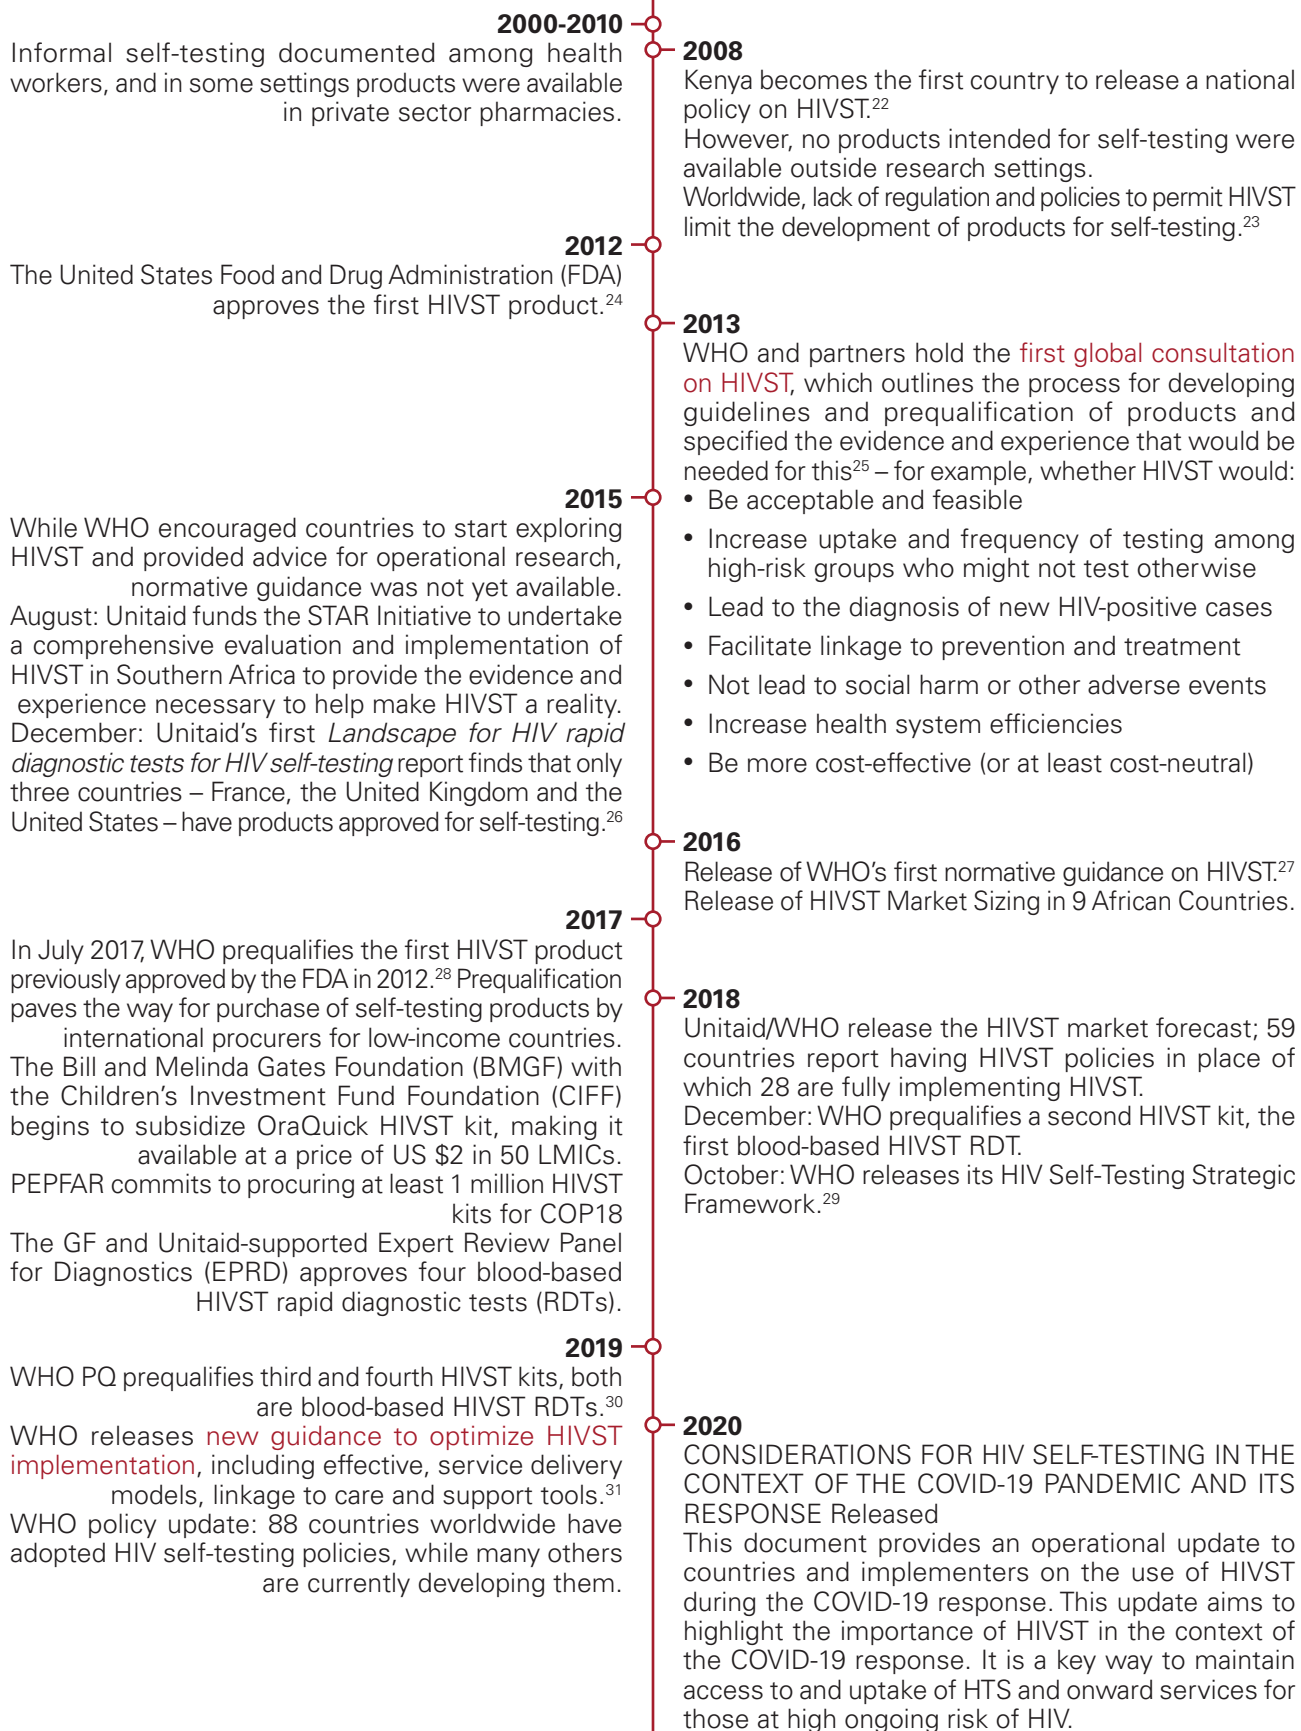 2000-2010
Informal self-testing documented among health
workers, and in some settings products were available
in private sector pharmacies.
2008
Kenya becomes the first country to release a national
policy on HIVST.22
However, no products intended for self-testing were
available outside research settings.
Worldwide, lack of regulation and policies to permit HIVST
limit the development of products for self-testing.23
2012
The United States Food and Drug Administration (FDA)
approves the first HIVST product.24
2013
WHO and partners hold the first global consultation
on HIVST, which outlines the process for developing
guidelines and prequalification of products and
specified the evidence and experience that would be
needed for this25 – for example, whether HIVST would:
• Be acceptable and feasible
• Increase uptake and frequency of testing among
high-risk groups who might not test otherwise
• Lead to the diagnosis of new HIV-positive cases
• Facilitate linkage to prevention and treatment
• Not lead to social harm or other adverse events
• Increase health system efficiencies
• Be more cost-effective (or at least cost-neutral)
2015
While WHO encouraged countries to start exploring
HIVST and provided advice for operational research,
normative guidance was not yet available.
August: Unitaid funds the STAR Initiative to undertake
a comprehensive evaluation and implementation of
HIVST in Southern Africa to provide the evidence and
experience necessary to help make HIVST a reality.
December: Unitaid's first Landscape for HIV rapid
diagnostic tests for HIV self-testing report finds that only
three countries – France, the United Kingdom and the
United States – have products approved for self-testing.26
2016
Release of WHO's first normative guidance on HIVST.27
Release of HIVST Market Sizing in 9 African Countries.
2017
In July 2017, WHO prequalifies the first HIVST product
previously approved by the FDA in 2012.28 Prequalification
paves the way for purchase of self-testing products by
international procurers for low-income countries.
The Bill and Melinda Gates Foundation (BMGF) with
the Children's Investment Fund Foundation (CIFF)
begins to subsidize OraQuick HIVST kit, making it
available at a price of US $2 in 50 LMICs.
PEPFAR commits to procuring at least 1 million HIVST
kits for COP18
The GF and Unitaid-supported Expert Review Panel
for Diagnostics (EPRD) approves four blood-based
HIVST rapid diagnostic tests (RDTs).
2018
Unitaid/WHO release the HIVST market forecast; 59
countries report having HIVST policies in place of
which 28 are fully implementing HIVST.
December: WHO prequalifies a second HIVST kit, the
first blood-based HIVST RDT.
October: WHO releases its HIV Self-Testing Strategic
Framework.29
2019
WHO PQ prequalifies third and fourth HIVST kits, both
are blood-based HIVST RDTs.30
WHO releases new guidance to optimize HIVST
implementation, including effective, service delivery
models, linkage to care and support tools.31
WHO policy update: 88 countries worldwide have
adopted HIV self-testing policies, while many others
are currently developing them.
2020
CONSIDERATIONS FOR HIV SELF-TESTING IN THE
CONTEXT OF THE COVID-19 PANDEMIC AND ITS
RESPONSE Released
This document provides an operational update to
countries and implementers on the use of HIVST
during the COVID-19 response. This update aims to
highlight the importance of HIVST in the context of
the COVID-19 response. It is a key way to maintain
access to and uptake of HTS and onward services for
those at high ongoing risk of HIV.